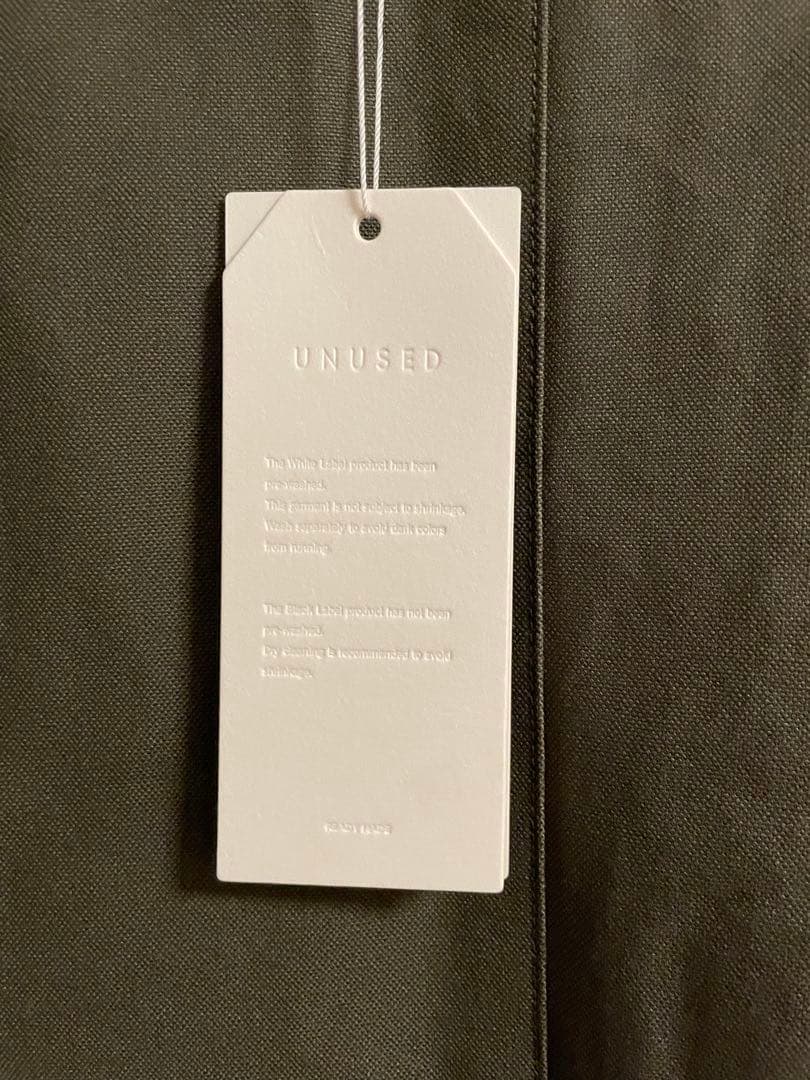 UNUSED
The White Label product has been
pre-washed.
This garment is not subject to shrinkage.
Wash separately to avoid dark colors
from running.
The Black Label product has not been
pre-washed.
Dry cleaning is recommended to avoid
shrinkage.
READY MADE